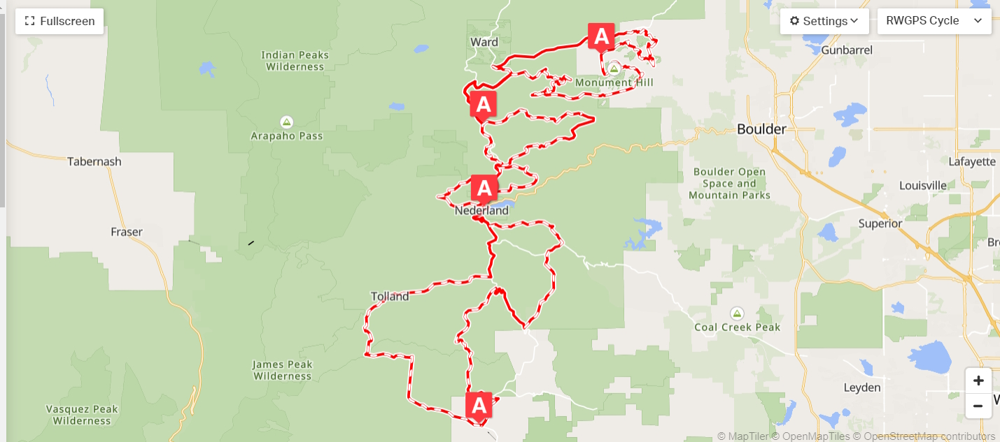 Fullscreen
Settings
RWGPS Cycle
A
Ward
Gunbarrel
Indian Peaks
Wilderness
Monument Hill
A
Arapaho Pass
Boulder
Tabernash
Lafayette
Boulder Open
Space and
Mountain Parks
Louisville
A
Nederland
Superior
Fraser
Br
Tolland
Coal Creek Peak
James Peak
Wilderness
Leyden
+
A
W
−
Vasquez Peak
Wilderness
© MapTiler © OpenMapTiles © OpenStreetMap contributors